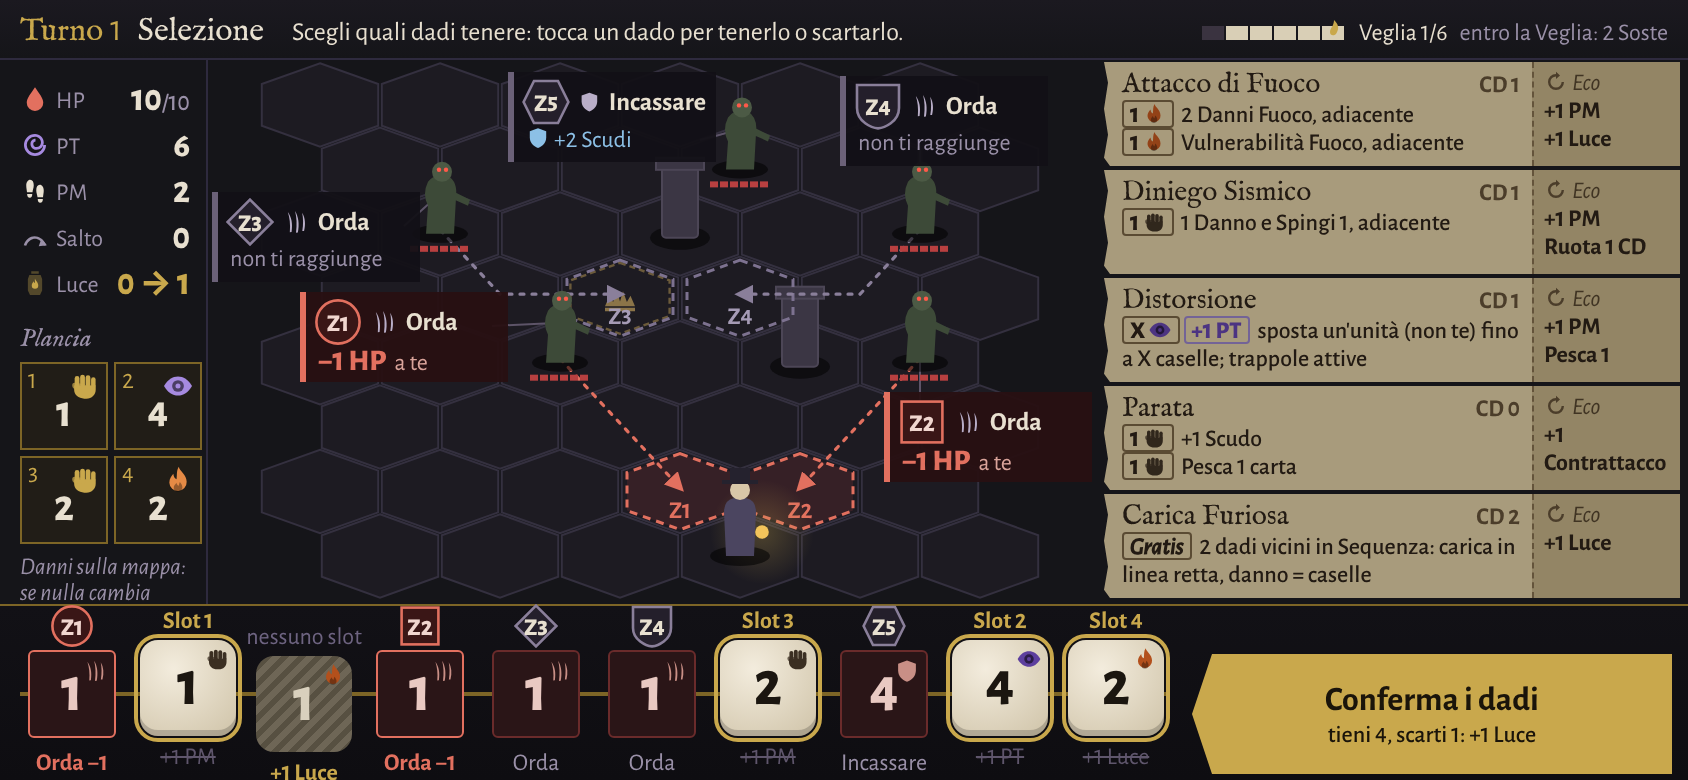 Turno 1 Selezione Scegli quali dadi tenere: tocca un dado per tenerlo o scartarlo.
Veglia 1/6 entro la Veglia: 2 Soste
HP 10/10
PT 6
PM 2
Salto 0
Luce 0 → 1
Plancia
1 1
2 4
3 2
4 2
Danni sulla mappa:
se nulla cambia
Z5 Incassare
+2 Scudi
Z4 Orda
non ti raggiunge
Z3 Orda
non ti raggiunge
Z1 Orda
–1 HP a te
Z3
Z4
Z2 Orda
–1 HP a te
Z1
Z2
Attacco di Fuoco CD 1
1 2 Danni Fuoco, adiacente
1 Vulnerabilità Fuoco, adiacente
Eco
+1 PM
+1 Luce
Diniego Sismico CD 1
1 1 Danno e Spingi 1, adiacente
Eco
+1 PM
Ruota 1 CD
Distorsione CD 1
X +1 PT sposta un'unità (non te) fino
a X caselle; trappole attive
Eco
+1 PM
Pesca 1
Parata CD 0
1 +1 Scudo
1 Pesca 1 carta
Eco
+1
Contrattacco
Carica Furiosa CD 2
Gratis 2 dadi vicini in Sequenza: carica in
linea retta, danno = caselle
Eco
+1 Luce
Z1
1
Orda –1
Slot 1
1
+1 PM
nessuno slot
1
+1 Luce
Z2
1
Orda –1
Z3
1
Orda
Z4
1
Orda
Slot 3
2
+1 PM
Z5
4
Incassare
Slot 2
4
+1 PT
Slot 4
2
+1 Luce
Conferma i dadi
tieni 4, scarti 1: +1 Luce